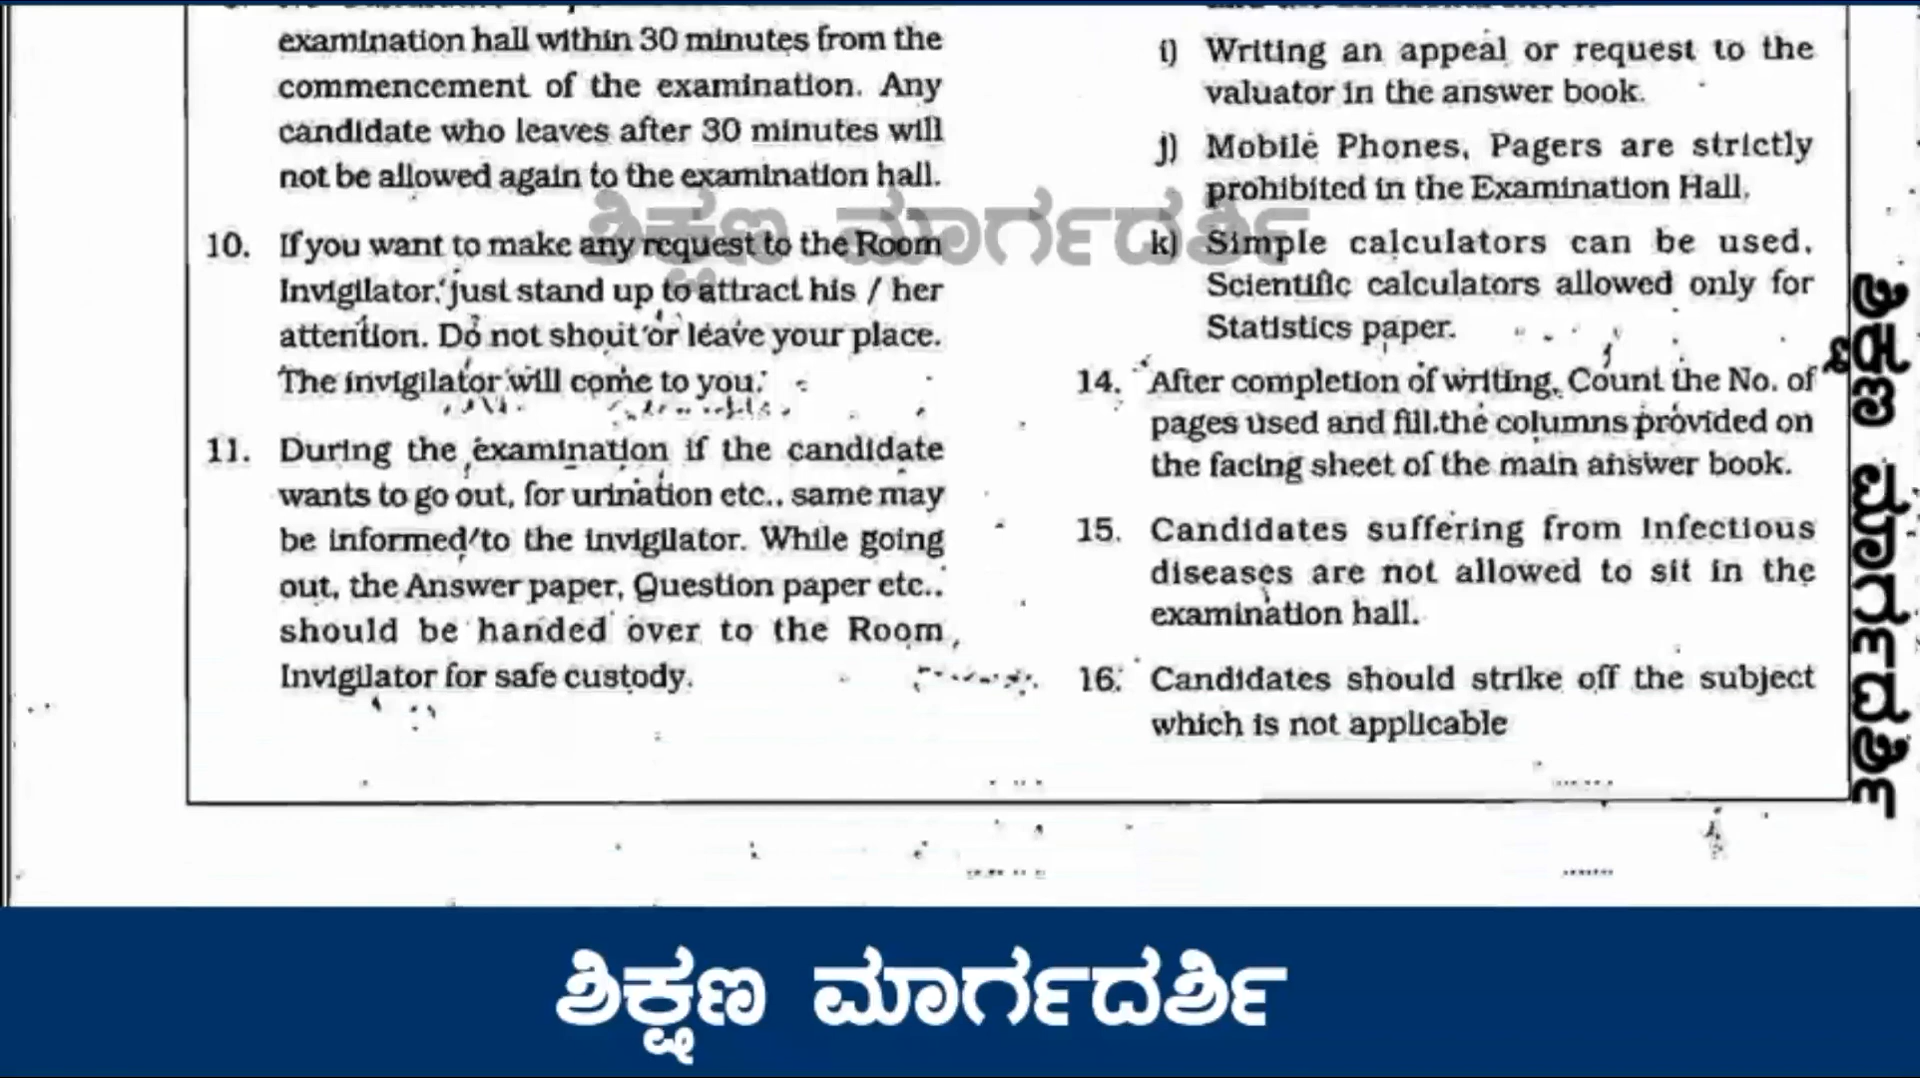 examination hall within 30 minutes from the
commencement of the examination. Any
candidate who leaves after 30 minutes will
not be allowed again to the examination hall.
10. If you want to make any request to the Room
Invigilator, just stand up to attract his / her
attention. Do not shout or leave your place.
The invigilator will come to you.
11. During the examination if the candidate
wants to go out, for urination etc., same may
be informed to the invigilator. While going
out, the Answer paper, Question paper etc..
should be handed over to the Room
Invigilator for safe custody.
i) Writing an appeal or request to the
valuator in the answer book.
j) Mobile Phones, Pagers are strictly
prohibited in the Examination Hall.
k) Simple calculators can be used.
Scientific calculators allowed only for
Statistics paper.
14. After completion of writing, Count the No. of
pages used and fill the columns provided on
the facing sheet of the main answer book.
15. Candidates suffering from Infectious
diseases are not allowed to sit in the
examination hall.
16. Candidates should strike off the subject
which is not applicable
ಶಿಕ್ಷಣ ಮಾರ್ಗದರ್ಶಿ
ಶಿಕ್ಷಣ ಮಾರ್ಗದರ್ಶಿ
ಶಿಕ್ಷಣ ಮಾರ್ಗದರ್ಶಿ